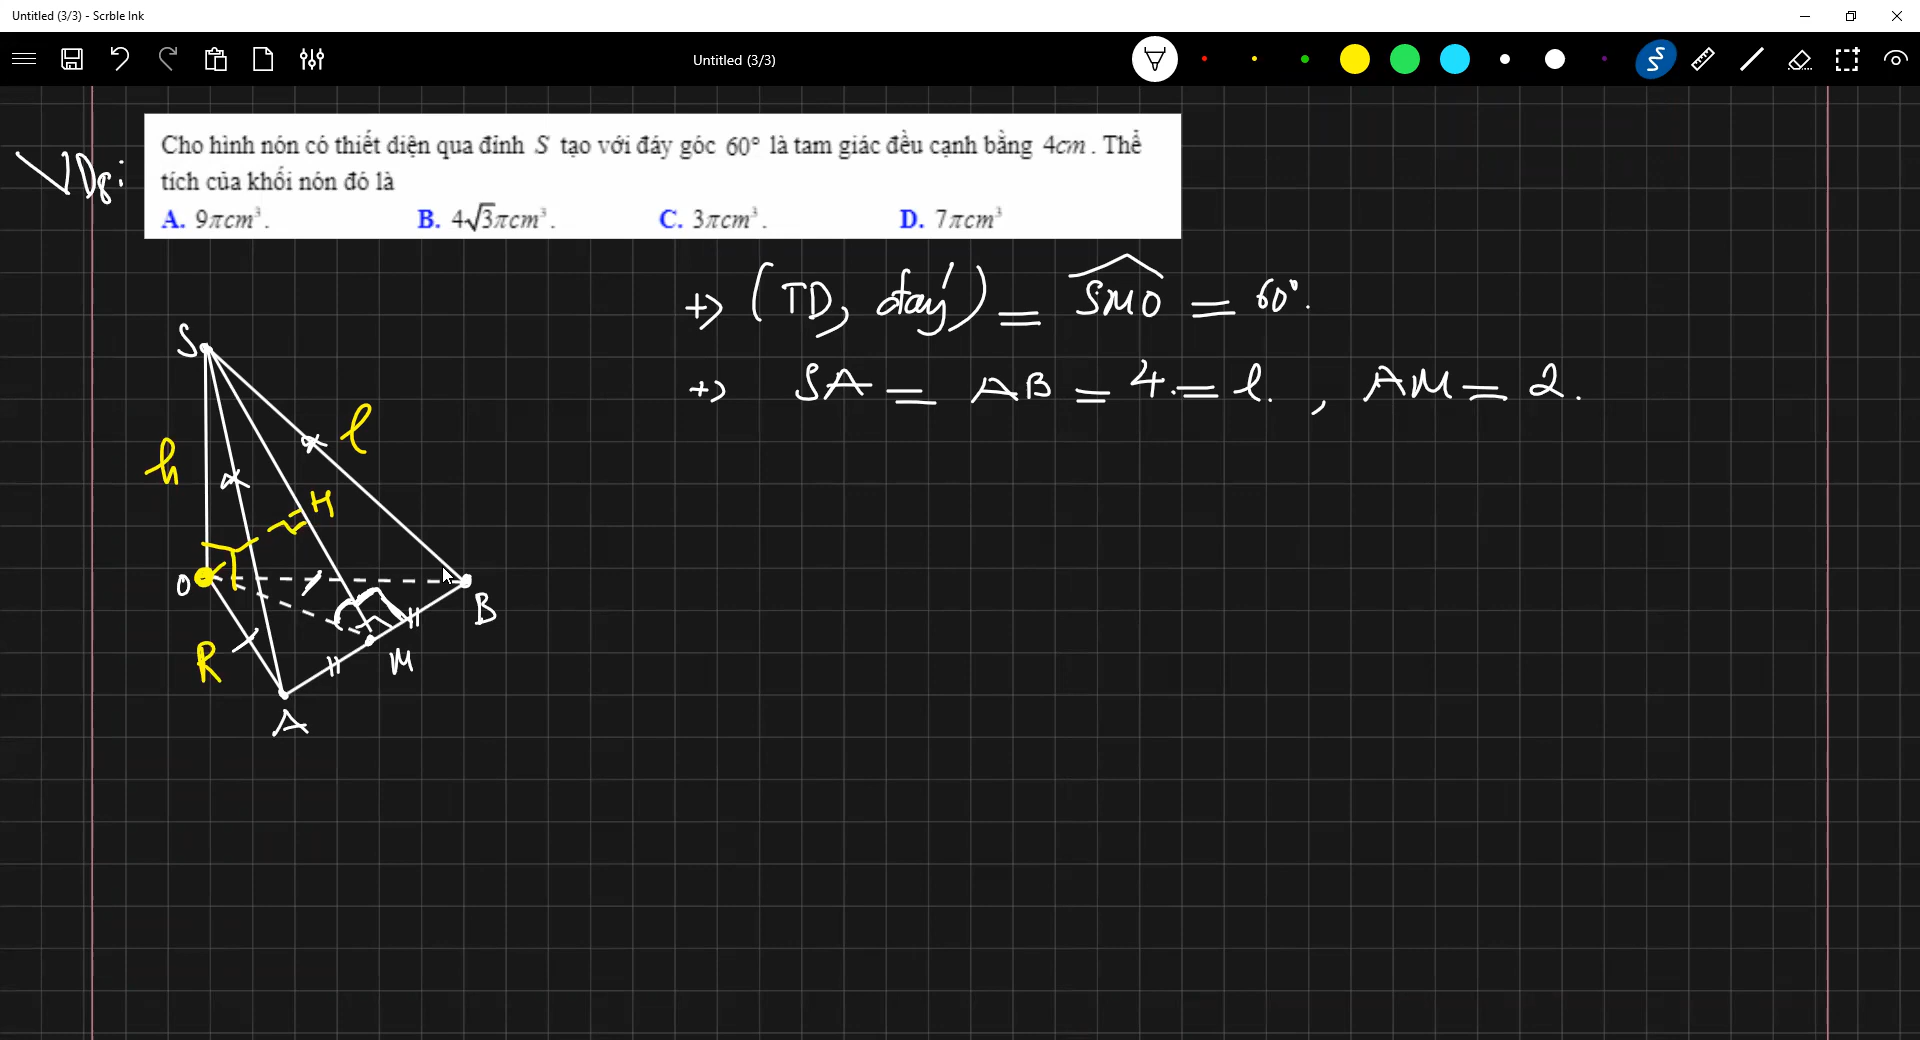 Untitled (3/3) - Scrble Ink
Untitled (3/3)
VD8:
Cho hình nón có thiết diện qua đỉnh S tạo với đáy góc 60° là tam giác đều cạnh bằng 4cm. Thể
tích của khối nón đó là
A. 9πcm³. B. 4√3πcm³. C. 3πcm³. D. 7πcm³
+> (TD, đáy) = SMO = 60°.
+> SA = AB = 4. = l. , AM = 2.
S
l
h
H
O
B
R
M
A